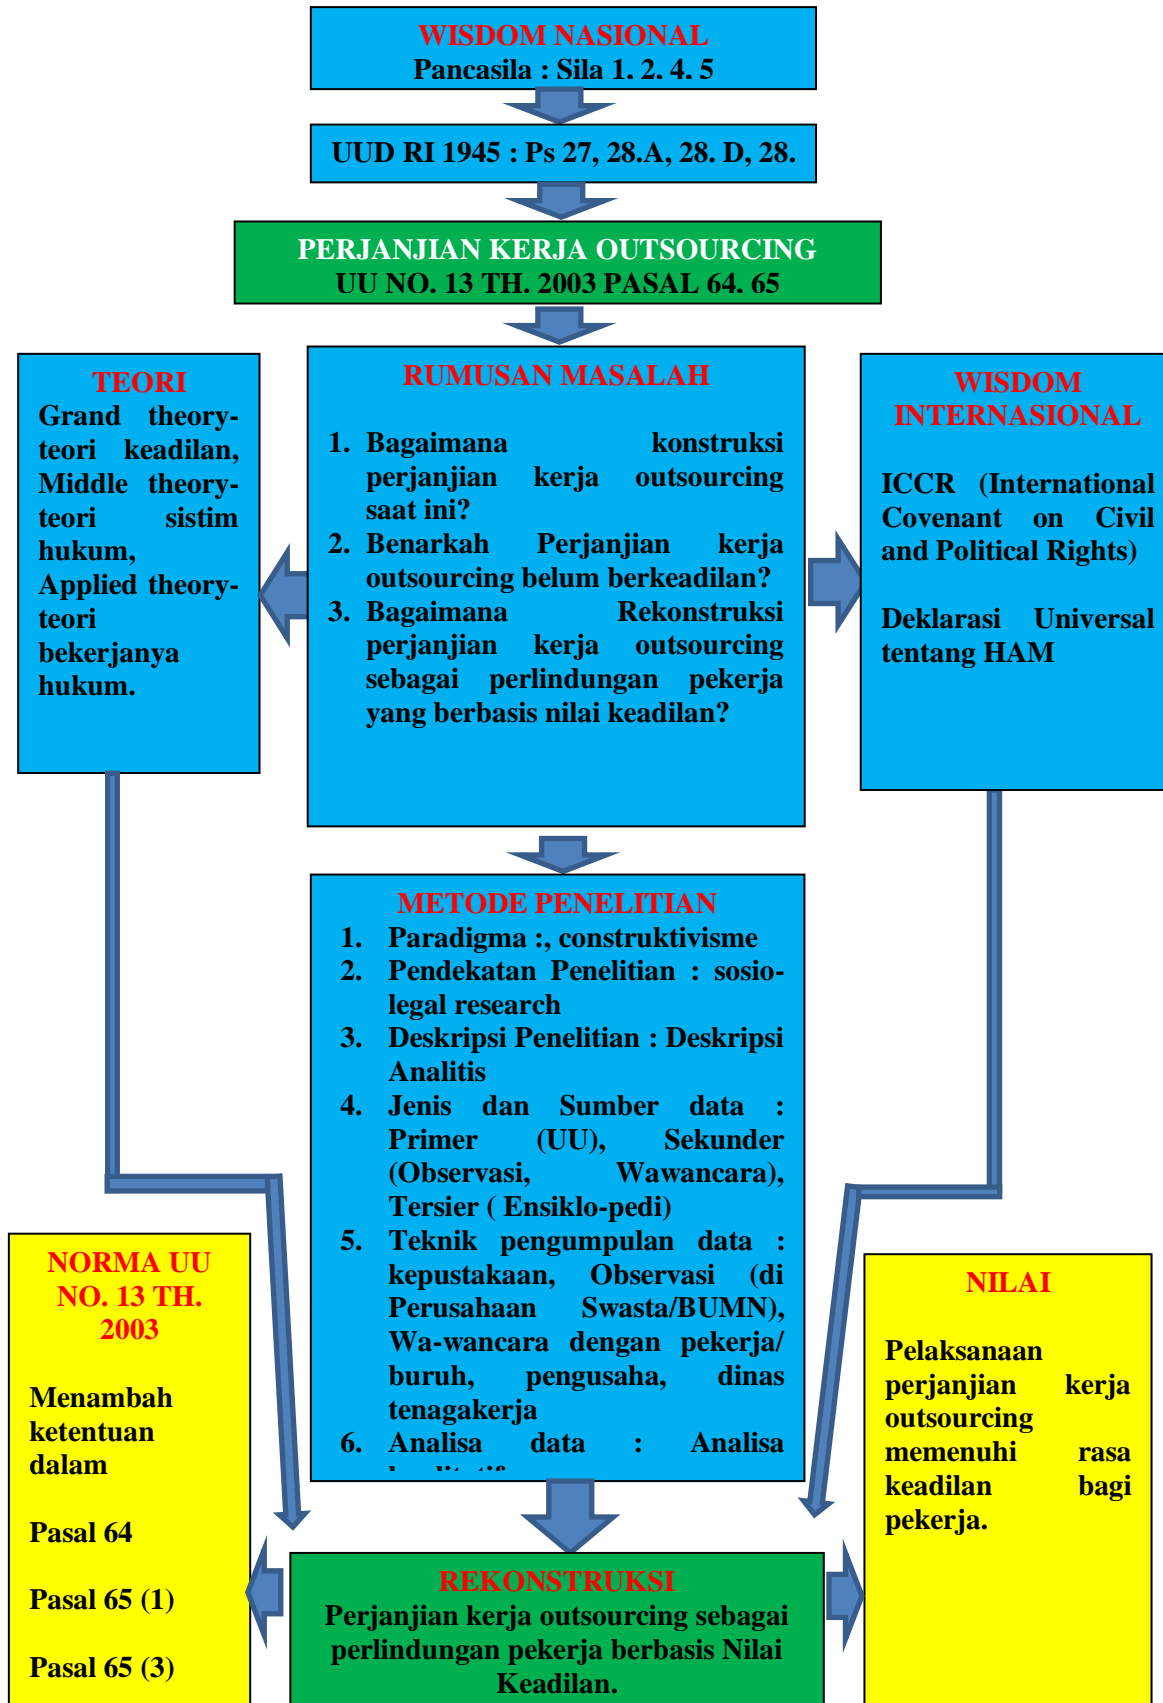 WISDOM NASIONAL
Pancasila : Sila 1. 2. 4. 5
UUD RI 1945 : Ps 27, 28.A, 28. D, 28.
PERJANJIAN KERJA OUTSOURCING
UU NO. 13 TH. 2003 PASAL 64. 65
TEORI
Grand theory-
teori keadilan,
Middle theory-
teori sistim
hukum,
Applied theory-
teori
bekerjanya
hukum.
RUMUSAN MASALAH
1. Bagaimana konstruksi
perjanjian kerja outsourcing
saat ini?
2. Benarkah Perjanjian kerja
outsourcing belum berkeadilan?
3. Bagaimana Rekonstruksi
perjanjian kerja outsourcing
sebagai perlindungan pekerja
yang berbasis nilai keadilan?
WISDOM
INTERNASIONAL
ICCR (International
Covenant on Civil
and Political Rights)
Deklarasi Universal
tentang HAM
METODE PENELITIAN
1. Paradigma :, construktivisme
2. Pendekatan Penelitian : sosio-
legal research
3. Deskripsi Penelitian : Deskripsi
Analitis
4. Jenis dan Sumber data :
Primer (UU), Sekunder
(Observasi, Wawancara),
Tersier ( Ensiklo-pedi)
5. Teknik pengumpulan data :
kepustakaan, Observasi (di
Perusahaan Swasta/BUMN),
Wa-wancara dengan pekerja/
buruh, pengusaha, dinas
tenagakerja
6. Analisa data : Analisa
NORMA UU
NO. 13 TH.
2003
Menambah
ketentuan
dalam
Pasal 64
Pasal 65 (1)
Pasal 65 (3)
NILAI
Pelaksanaan
perjanjian kerja
outsourcing
memenuhi rasa
keadilan bagi
pekerja.
REKONSTRUKSI
Perjanjian kerja outsourcing sebagai
perlindungan pekerja berbasis Nilai
Keadilan.